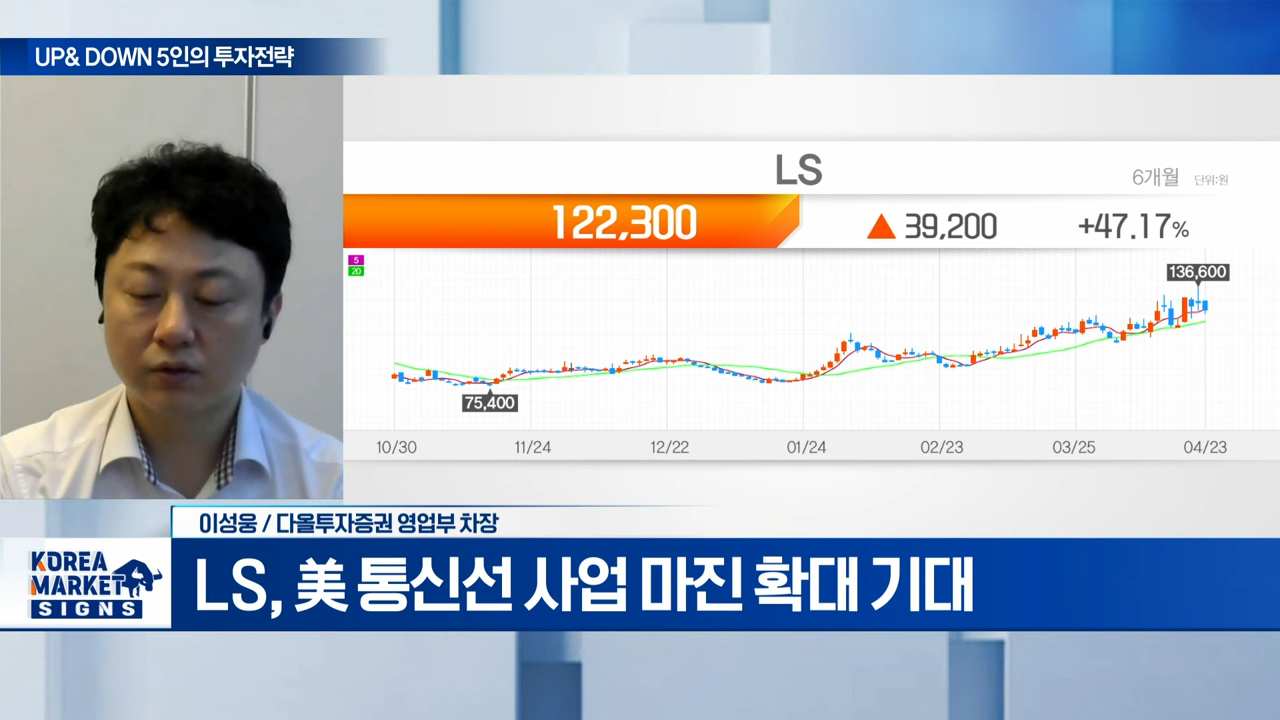 UP& DOWN 5인의 투자전략
LS
6개월 단위:원
122,300 ▲ 39,200 +47.17%
5
20
136,600
75,400
10/30 11/24 12/22 01/24 02/23 03/25 04/23
이성웅 / 다올투자증권 영업부 차장
KOREA
MARKET
SIGNS
LS, 美 통신선 사업 마진 확대 기대